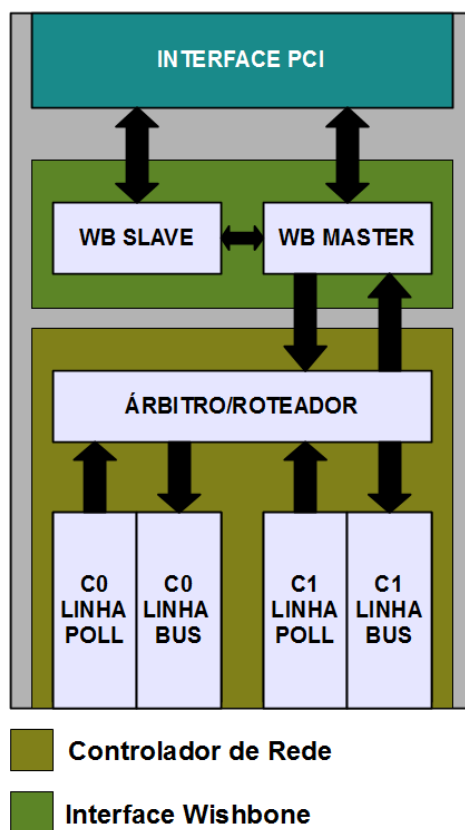 INTERFACE PCI
WB SLAVE
WB MASTER
ÁRBITRO/ROTEADOR
C0
LINHA
POLL
C0
LINHA
BUS
C1
LINHA
POLL
C1
LINHA
BUS
Controlador de Rede
Interface Wishbone